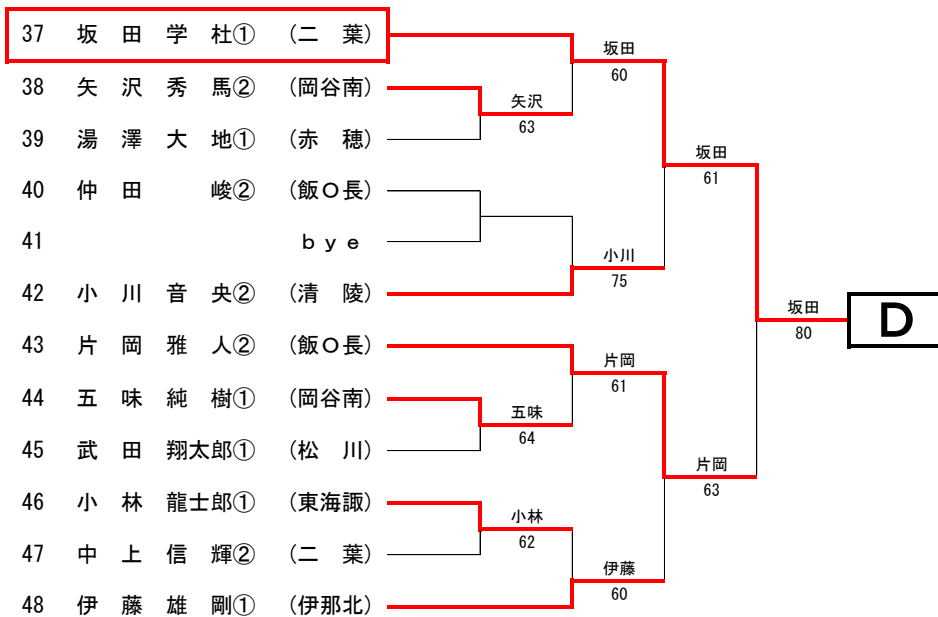 37 坂 田 学 杜① (二 葉)
38 矢 沢 秀 馬② (岡谷南)
39 湯 澤 大 地① (赤 穂)
40 仲 田 峻② (飯O長)
41 ｂｙｅ
42 小 川 音 央② (清 陵)
43 片 岡 雅 人② (飯O長)
44 五 味 純 樹① (岡谷南)
45 武 田 翔太郎① (松 川)
46 小 林 龍士郎① (東海諏)
47 中 上 信 輝② (二 葉)
48 伊 藤 雄 剛① (伊那北)
矢沢
63
五味
64
小林
62
坂田
60
小川
75
片岡
61
伊藤
60
坂田
61
片岡
63
坂田
80
D